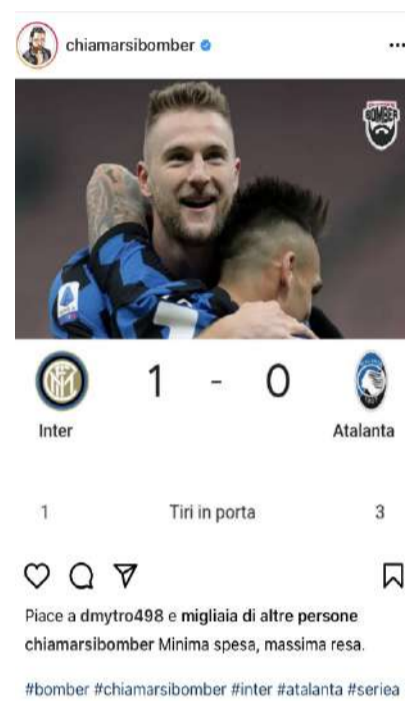 chiamarsibomber
BOMBER
1 - 0
Inter
Atalanta
1 Tiri in porta 3
Piace a dmytro498 e migliaia di altre persone
chiamarsibomber Minima spesa, massima resa.
#bomber #chiamarsibomber #inter #atalanta #seriea